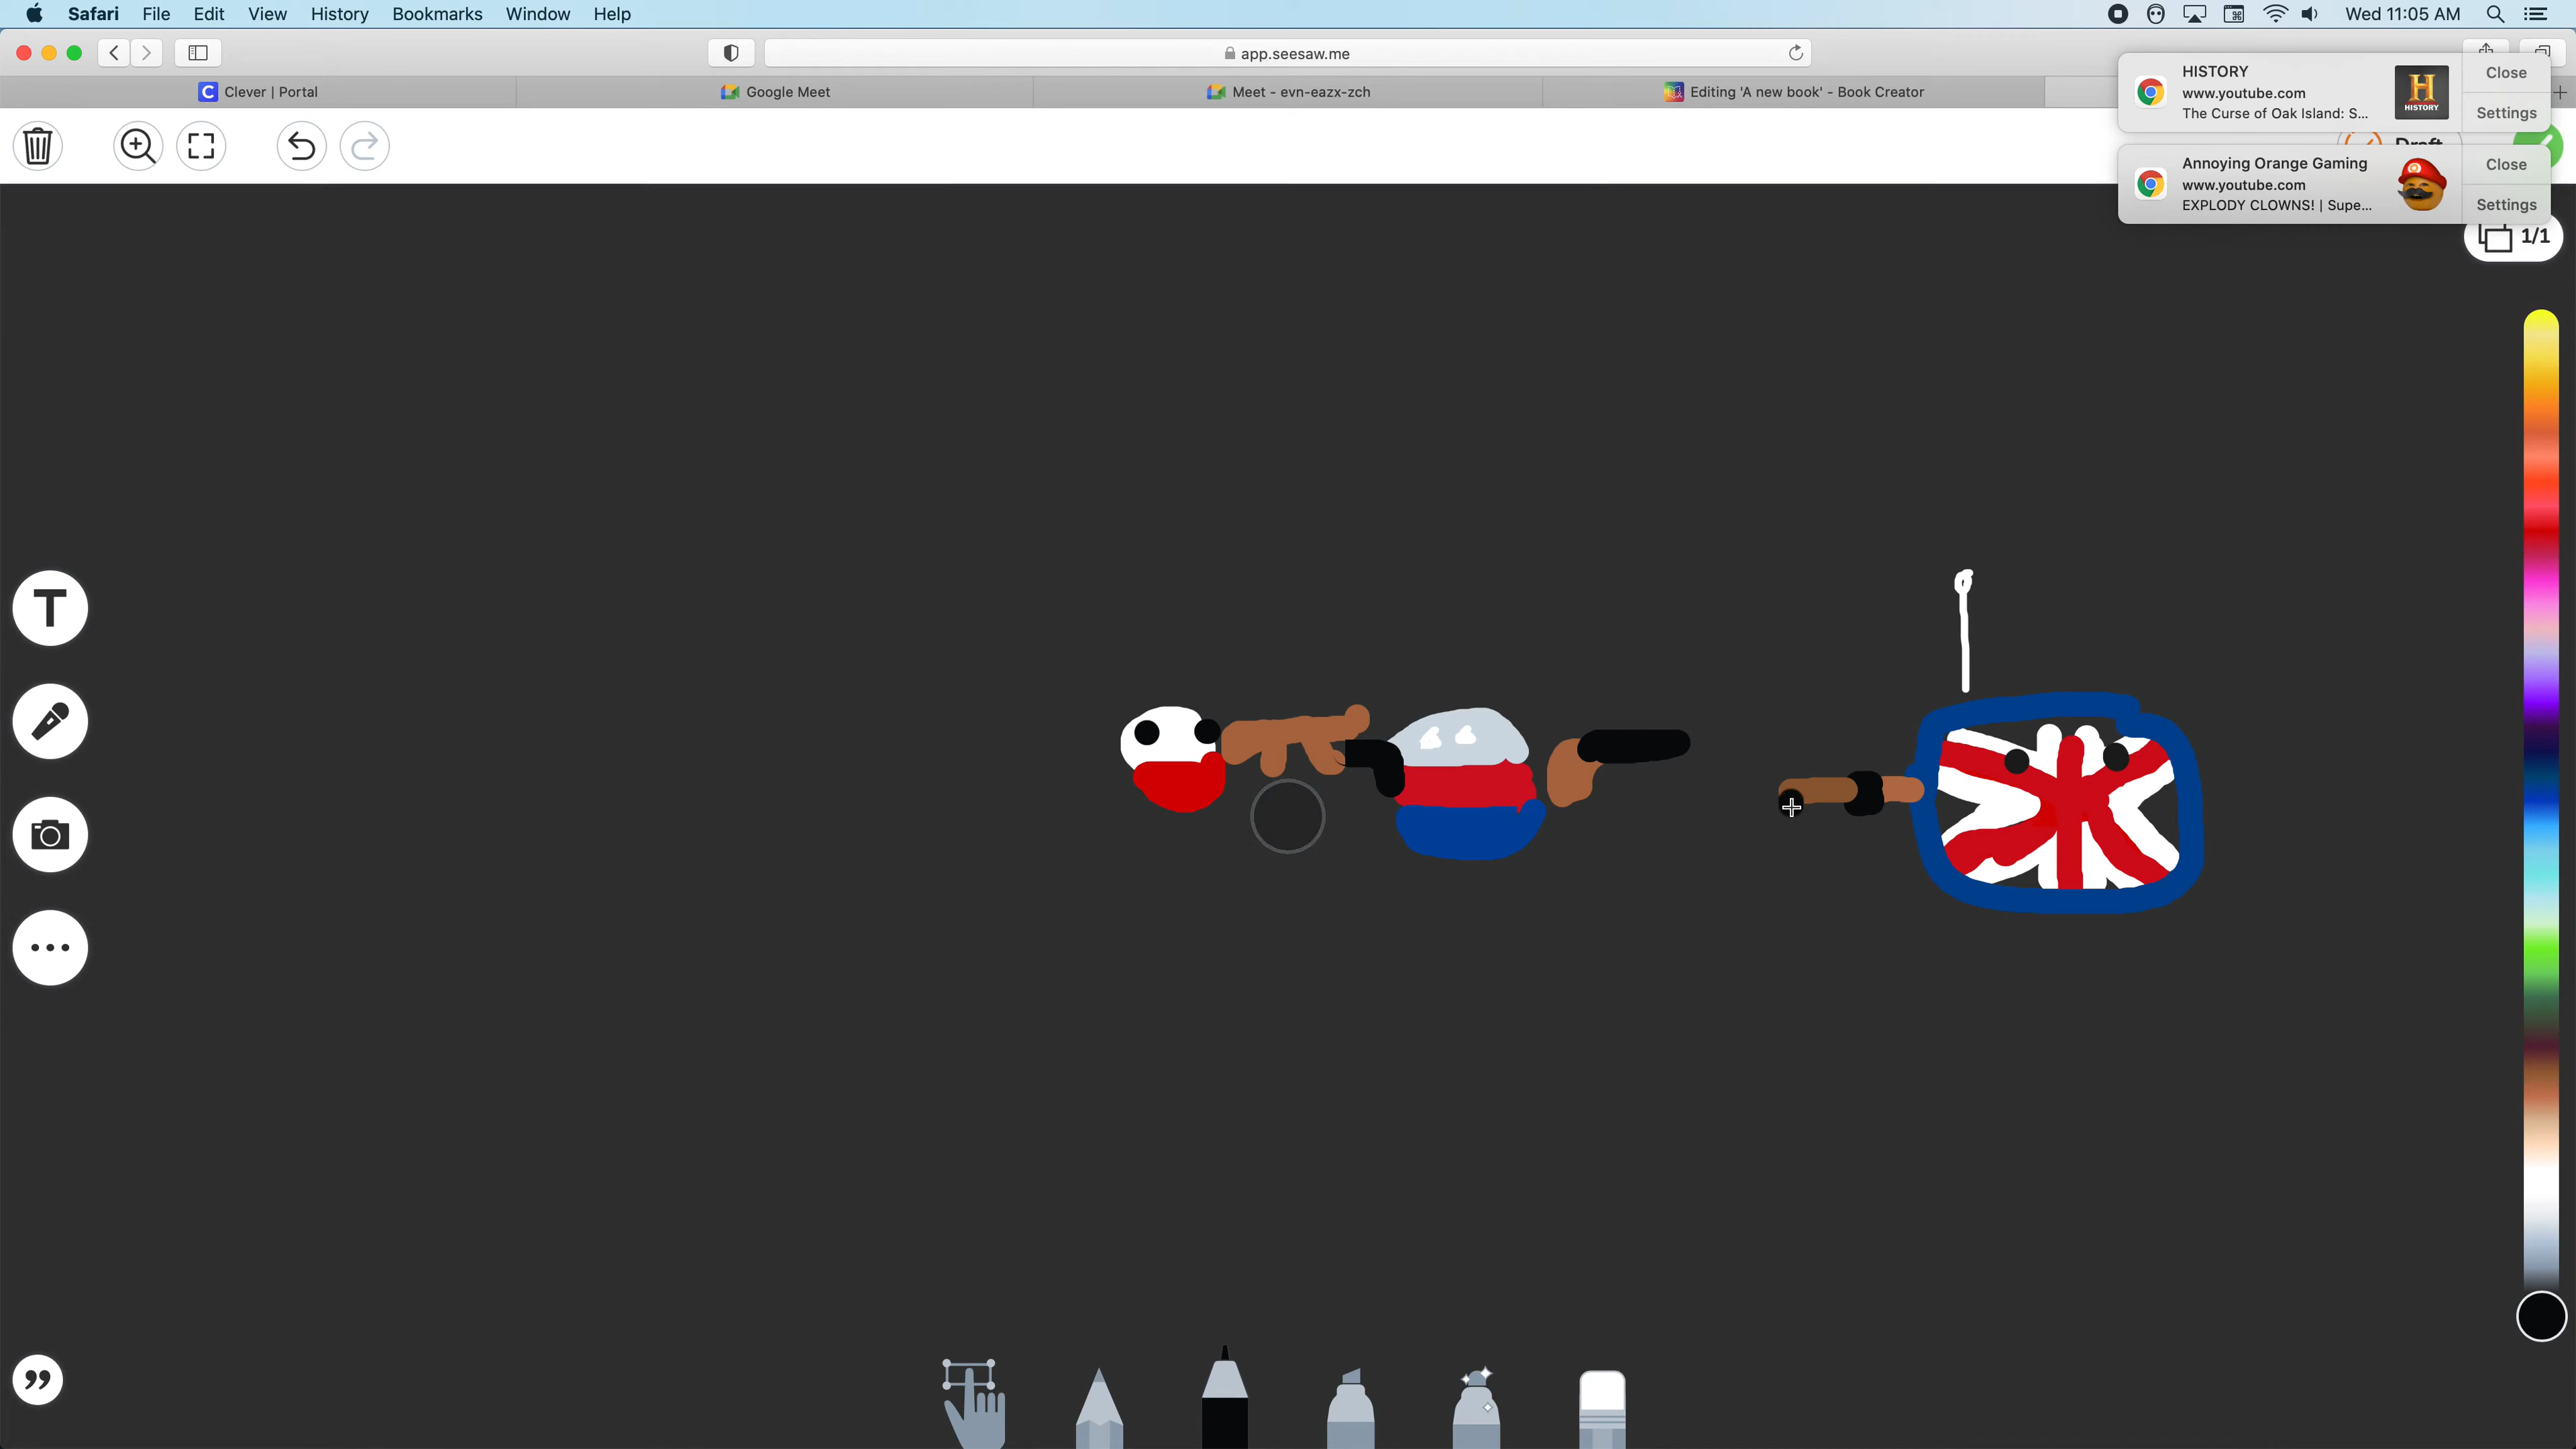 Safari File Edit View History Bookmarks Window Help Wed 11:05 AM
app.seesaw.me
C Clever | Portal
Google Meet
Meet - evn-eazx-zch
Editing 'A new book' - Book Creator
HISTORY
www.youtube.com
The Curse of Oak Island: S...
H
HISTORY
Close
Settings
Draft
Annoying Orange Gaming
www.youtube.com
EXPLODY CLOWNS! | Supe...
Close
Settings
1/1
T